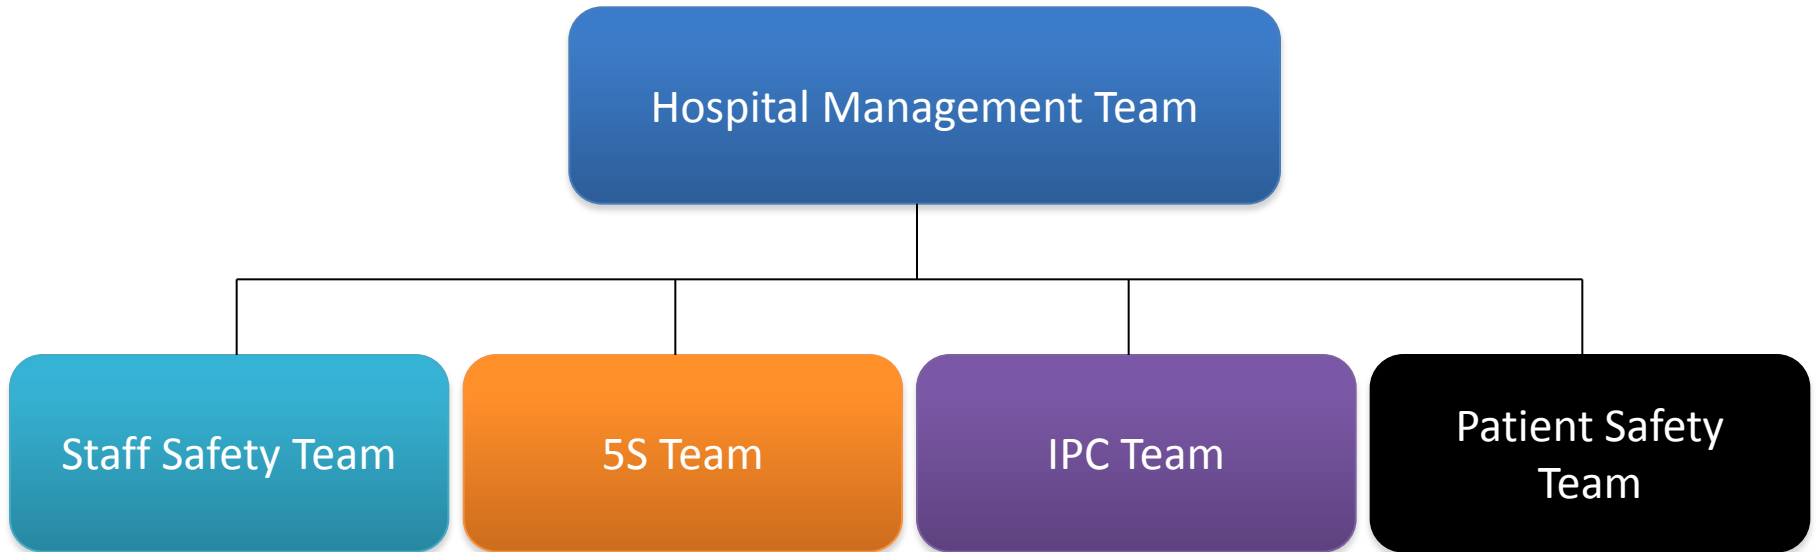 Hospital Management Team
Staff Safety Team
5S Team
IPC Team
Patient Safety
Team